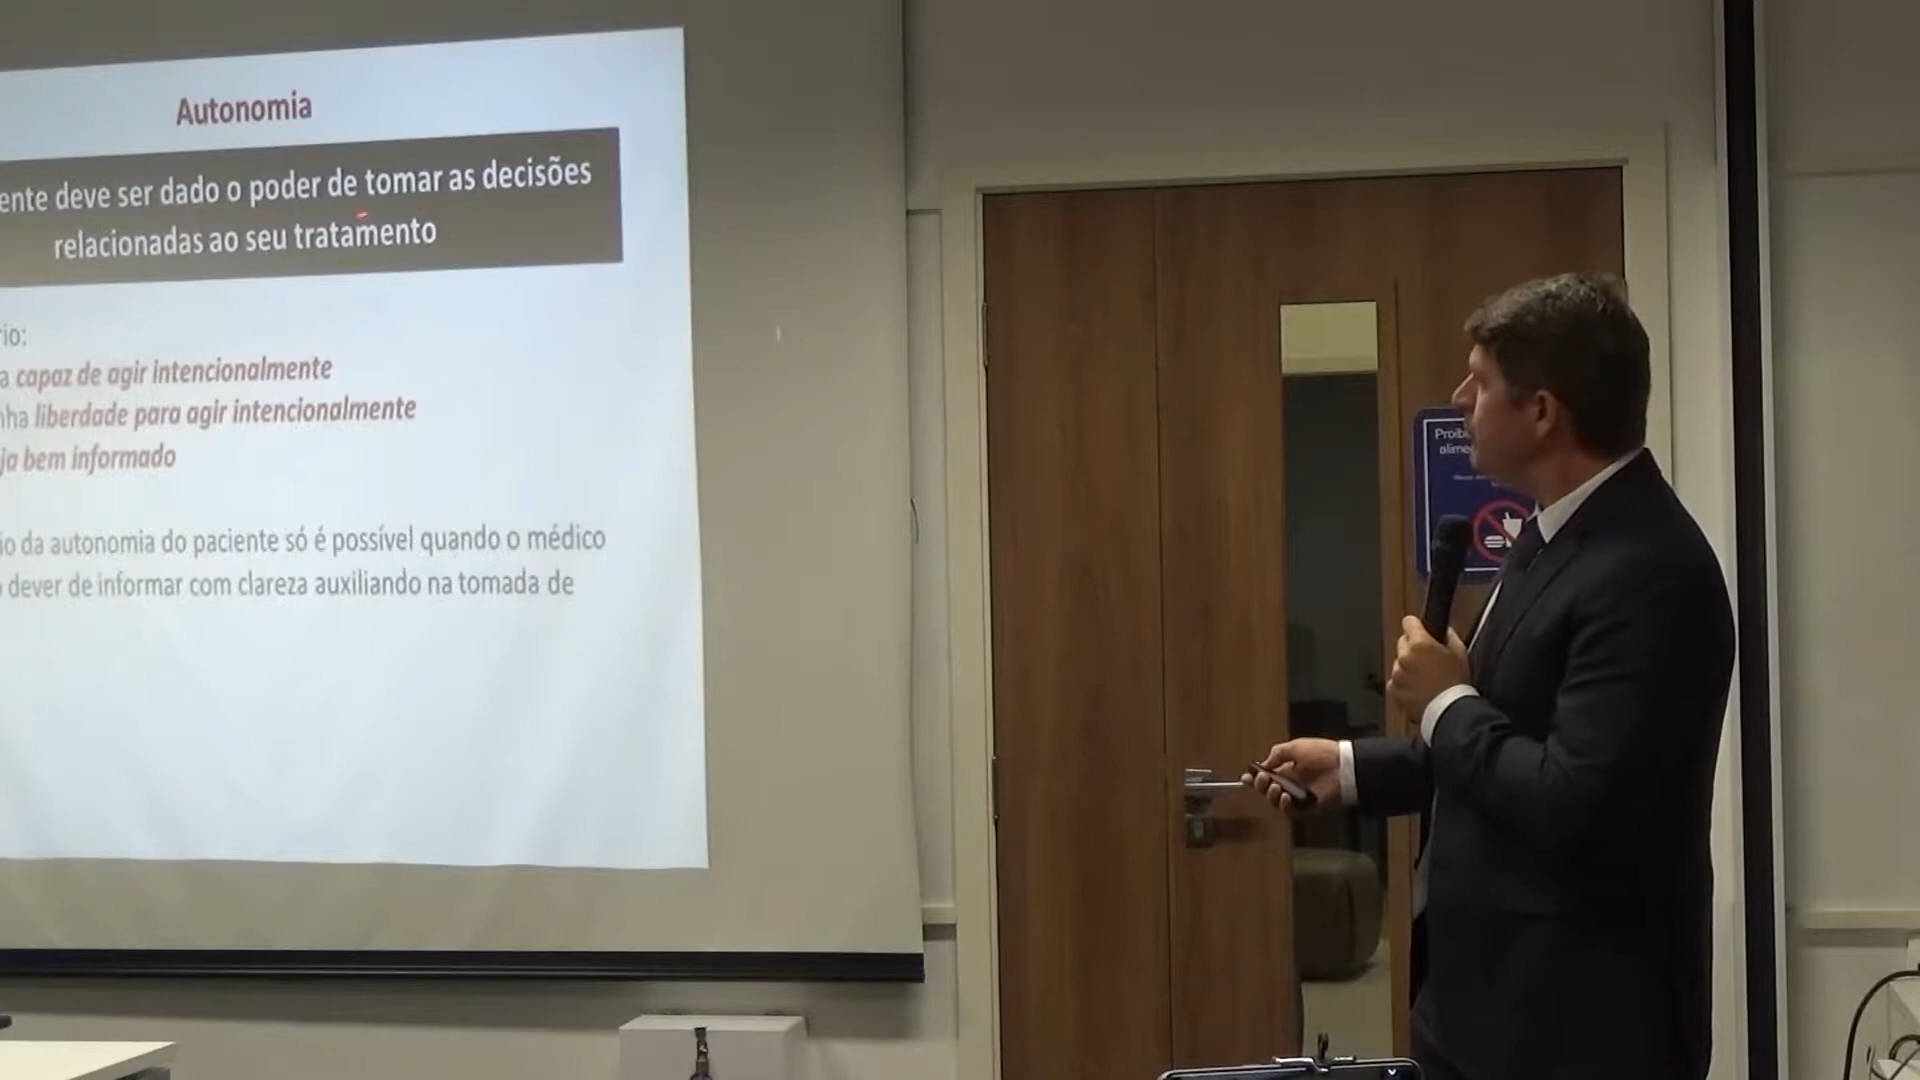 Autonomia
ente deve ser dado o poder de tomar as decisões
relacionadas ao seu tratamento
rio:
a capaz de agir intencionalmente
nha liberdade para agir intencionalmente
ja bem informado
io da autonomia do paciente só é possível quando o médico
dever de informar com clareza auxiliando na tomada de
Proibi
alime